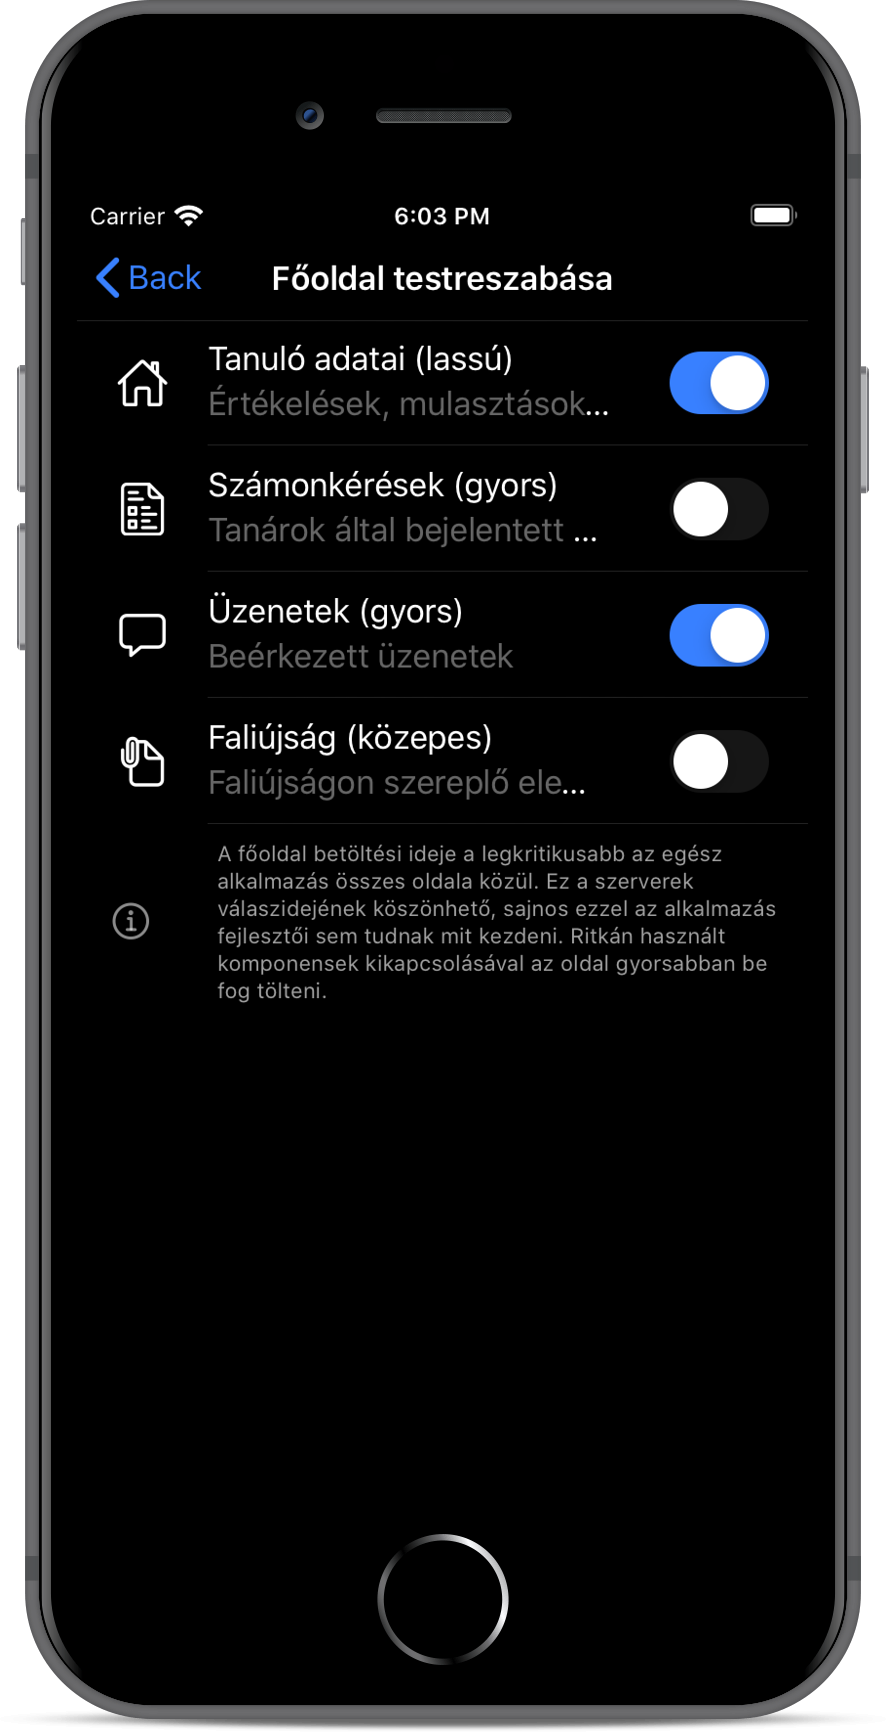 Carrier
6:03 PM
Back
Főoldal testreszabása
Tanuló adatai (lassú)
Értékelések, mulasztások...
Számonkérések (gyors)
Tanárok által bejelentett ...
Üzenetek (gyors)
Beérkezett üzenetek
Faliújság (közepes)
Faliújságon szereplő ele...
A főoldal betöltési ideje a legkritikusabb az egész
alkalmazás összes oldala közül. Ez a szerverek
válaszidejének köszönhető, sajnos ezzel az alkalmazás
fejlesztői sem tudnak mit kezdeni. Ritkán használt
komponensek kikapcsolásával az oldal gyorsabban be
fog tölteni.